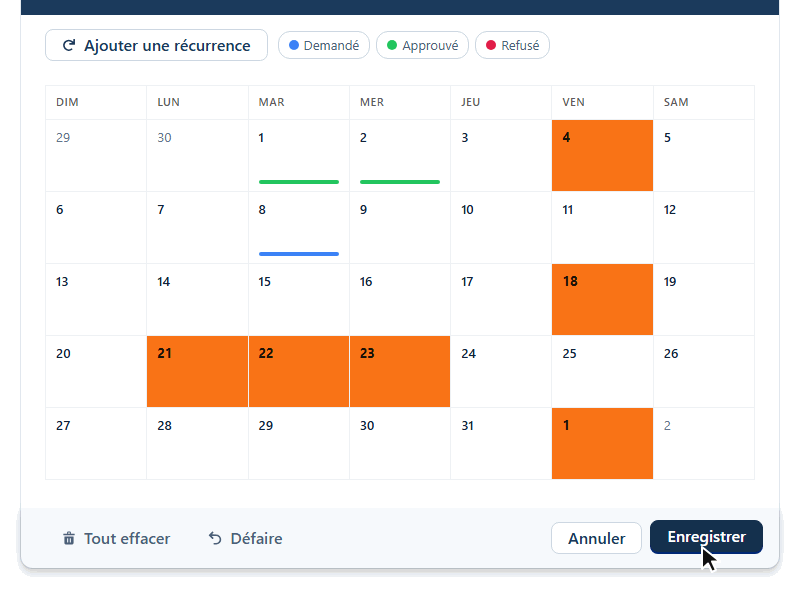 Ajouter une récurrence Demandé Approuvé Refusé
DIM LUN MAR MER JEU VEN SAM
29 30 1 2 3 4 5
6 7 8 9 10 11 12
13 14 15 16 17 18 19
20 21 22 23 24 25 26
27 28 29 30 31 1 2
Tout effacer Défaire Annuler Enregistrer